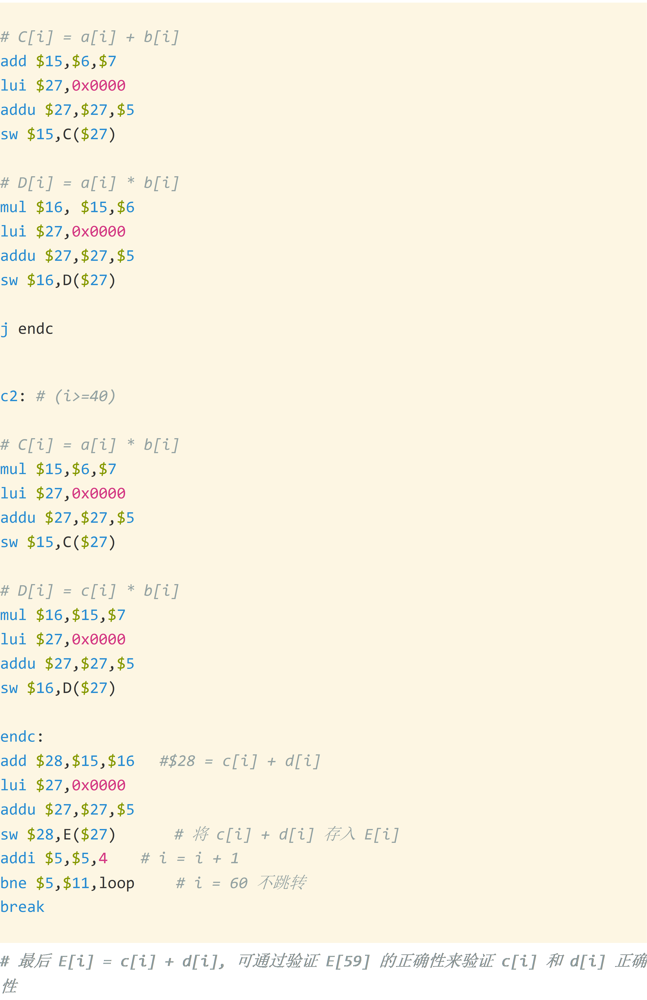 # C[i] = a[i] + b[i]
add $15,$6,$7
lui $27,0x0000
addu $27,$27,$5
sw $15,C($27)
# D[i] = a[i] * b[i]
mul $16, $15,$6
lui $27,0x0000
addu $27,$27,$5
sw $16,D($27)
j endc
c2: # (i>=40)
# C[i] = a[i] * b[i]
mul $15,$6,$7
lui $27,0x0000
addu $27,$27,$5
sw $15,C($27)
# D[i] = c[i] * b[i]
mul $16,$15,$7
lui $27,0x0000
addu $27,$27,$5
sw $16,D($27)
endc:
add $28,$15,$16 #$28 = c[i] + d[i]
lui $27,0x0000
addu $27,$27,$5
sw $28,E($27) # 将 c[i] + d[i] 存入 E[i]
addi $5,$5,4 # i = i + 1
bne $5,$11,loop # i = 60 不跳转
break
# 最后 E[i] = c[i] + d[i], 可通过验证 E[59] 的正确性来验证 c[i] 和 d[i] 正确
性